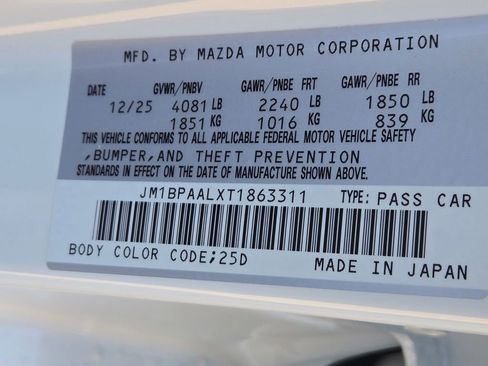 MFD. BY MAZDA MOTOR CORPORATION
DATE GVWR/PNBV GAWR/PNBE FRT GAWR/PNBE RR
12/25 4081 LB 2240 LB 1850 LB
1851 KG 1016 KG 839 KG
THIS VEHICLE CONFORMS TO ALL APPLICABLE FEDERAL MOTOR VEHICLE SAFETY
,BUMPER,AND THEFT PREVENTION
STANDARDS IN EFFECT ON THE DATE OF MANUFACTURE SHOWN ABOVE.
JM1BPAALXT1863311 TYPE: PASS CAR
BODY COLOR CODE;25D MADE IN JAPAN